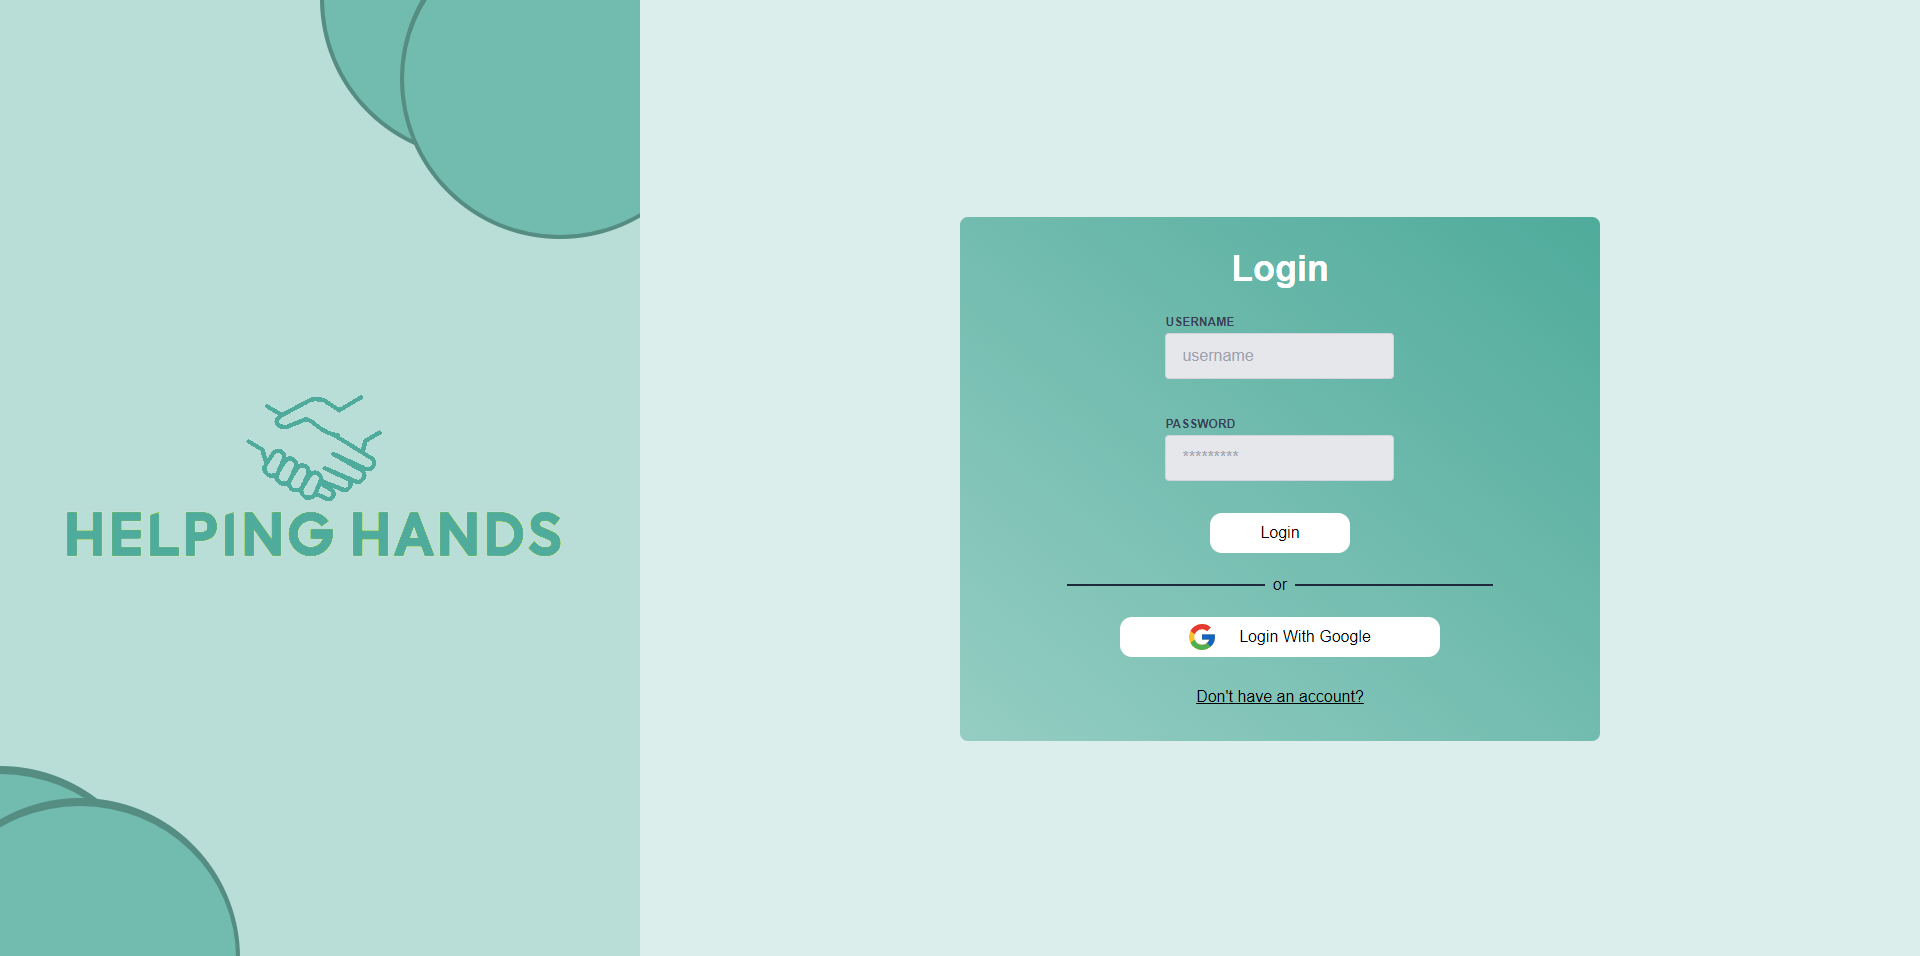 HELPING HANDS
Login
USERNAME
username
PASSWORD
*********
Login
or
Login With Google
Don't have an account?